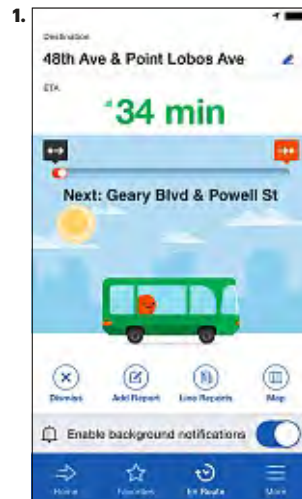 1.
Destination
48th Ave & Point Lobos Ave
ETA
34 min
Next: Geary Blvd & Powell St
Dismiss Add Report Line Reports Map
Enable background notifications
Home Favorites En Route More